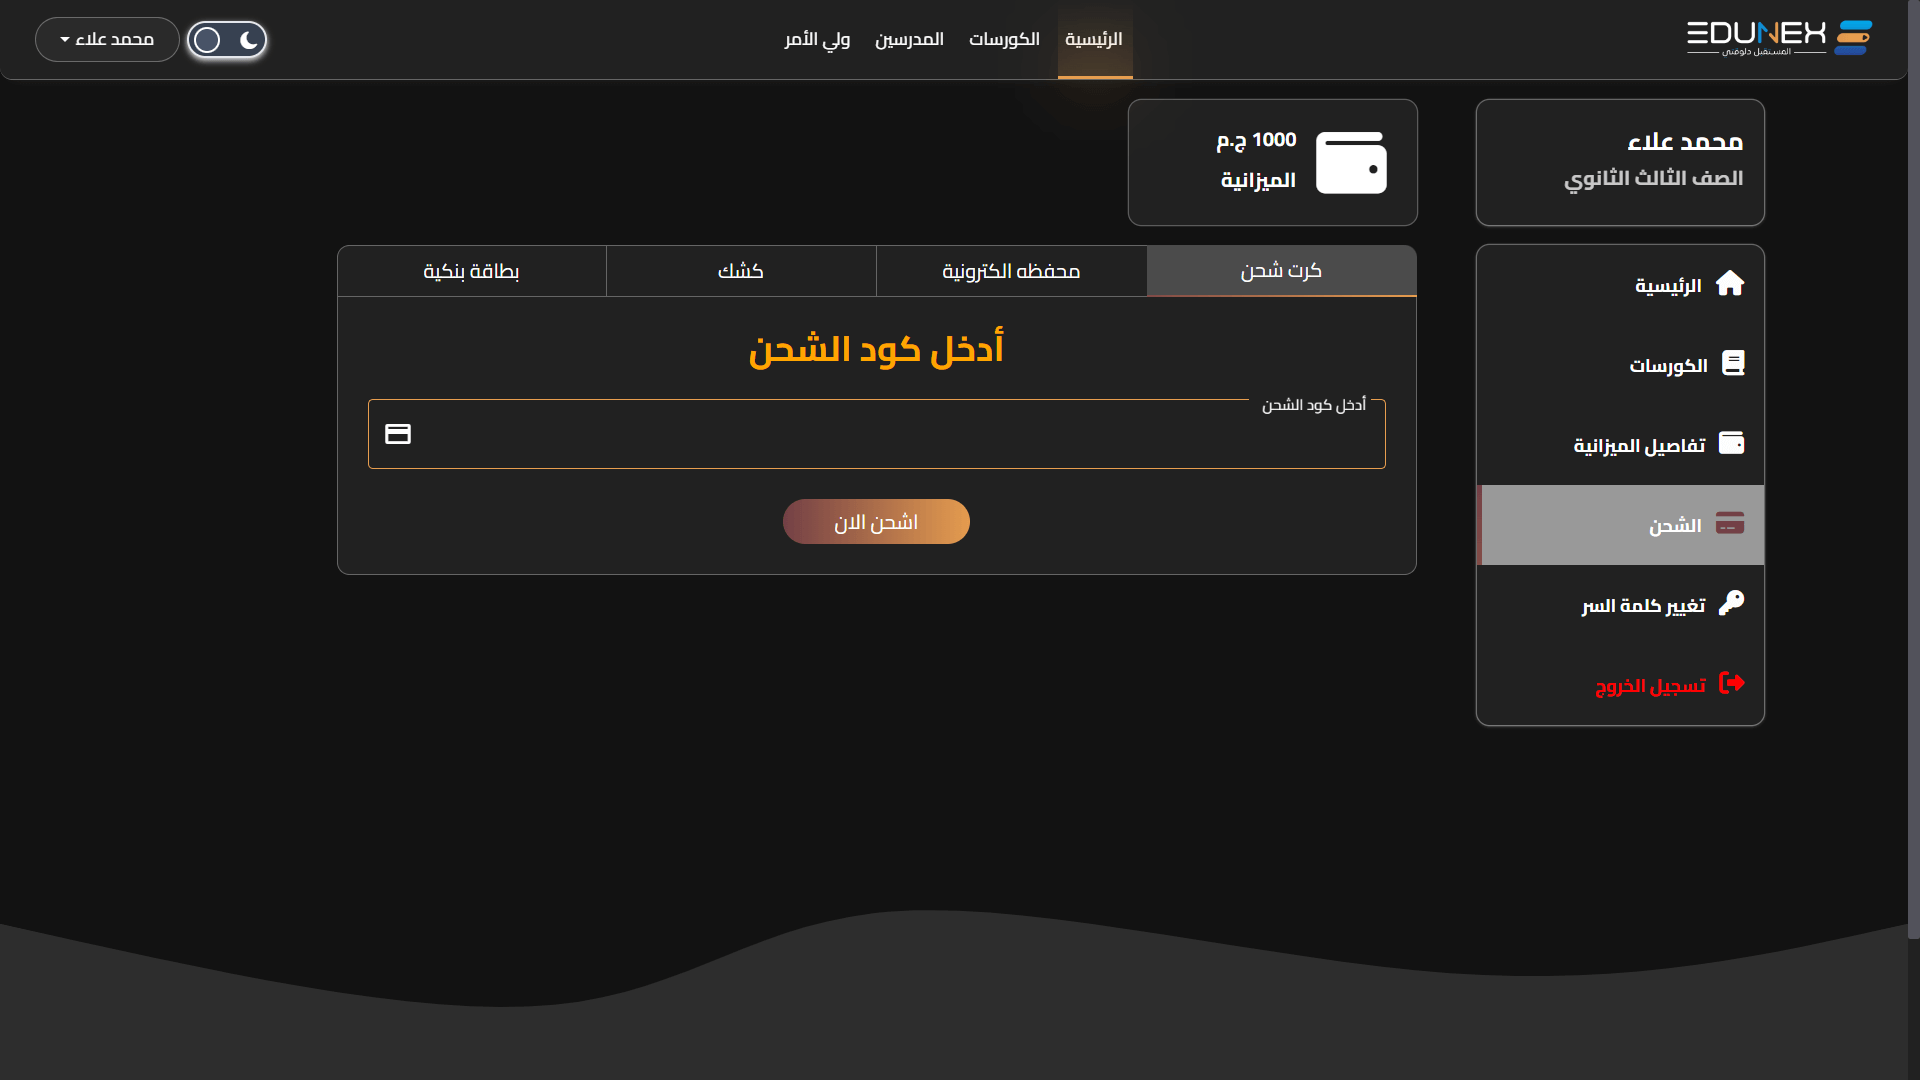 EDUNEX
المستقبل دلوقتي
الرئيسية
الكورسات
المدرسين
ولي الأمر
محمد علاء
محمد علاء
الصف الثالث الثانوي
1000 ج.م
الميزانية
الرئيسية
الكورسات
تفاصيل الميزانية
الشحن
تغيير كلمة السر
تسجيل الخروج
كرت شحن
محفظه الكترونية
كشك
بطاقة بنكية
أدخل كود الشحن
أدخل كود الشحن
اشحن الان